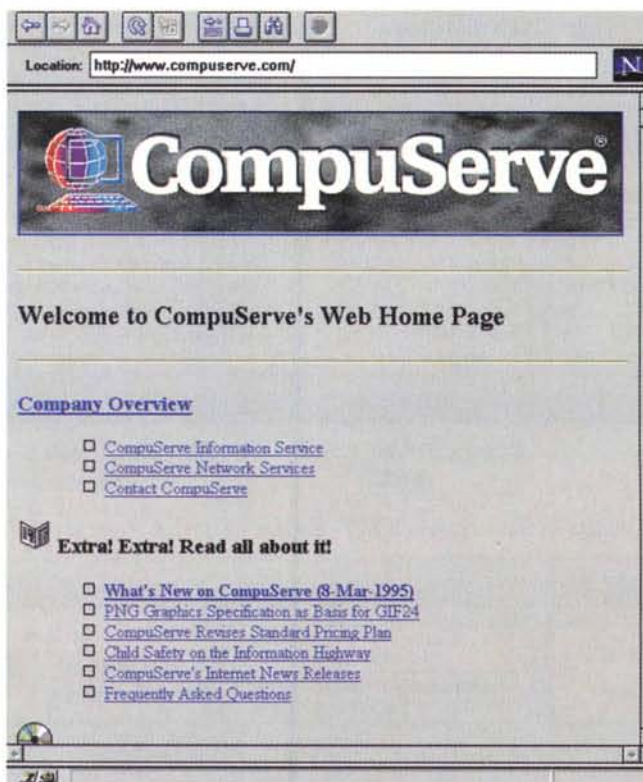 Location: http://www.compuserve.com/
N
CompuServe®
Welcome to CompuServe's Web Home Page
Company Overview
CompuServe Information Service
CompuServe Network Services
Contact CompuServe
Extra! Extra! Read all about it!
What's New on CompuServe (8-Mar-1995)
PNG Graphics Specification as Basis for GIF24
CompuServe Revises Standard Pricing Plan
Child Safety on the Information Highway
CompuServe's Internet News Releases
Frequently Asked Questions